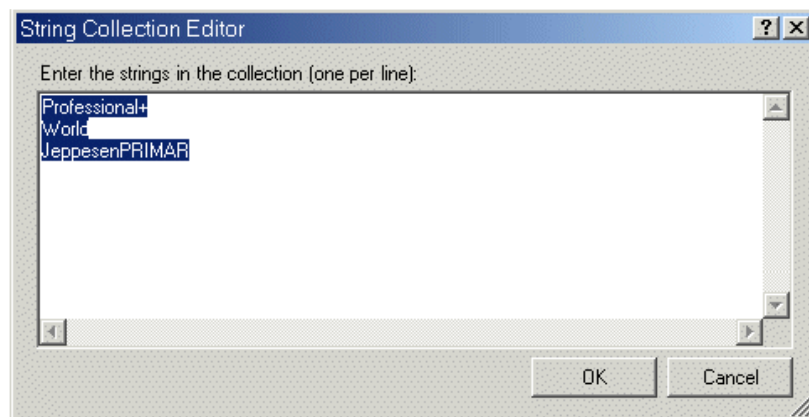 String Collection Editor
Enter the strings in the collection (one per line):
Professional+
World
JeppesenPRIMAR
OK
Cancel